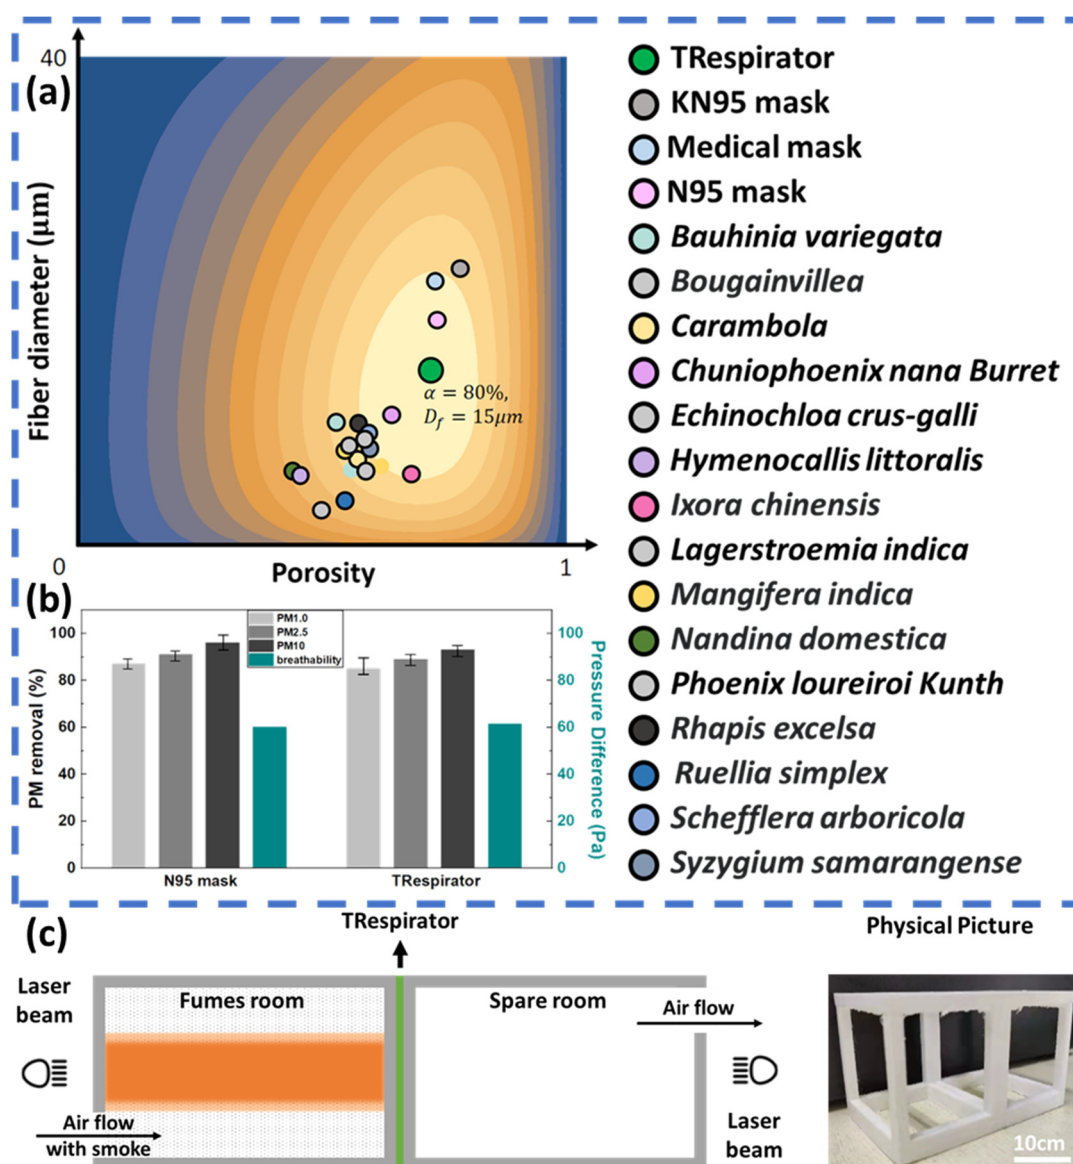 40
(a)
Fiber diameter (μm)
α = 80%,
D_f = 15μm
0
Porosity
1
TRespirator
KN95 mask
Medical mask
N95 mask
Bauhinia variegata
Bougainvillea
Carambola
Chuniophoenix nana Burret
Echinochloa crus-galli
Hymenocallis littoralis
Ixora chinensis
Lagerstroemia indica
Mangifera indica
Nandina domestica
Phoenix loureiroi Kunth
Rhapis excelsa
Ruellia simplex
Schefflera arboricola
Syzygium samarangense
(b)
PM removal (%)
100
80
60
40
20
0
PM1.0
PM2.5
PM10
breathability
100
80
60
40
20
0
Pressure Difference (Pa)
N95 mask
TRespirator
(c)
TRespirator
Physical Picture
Laser
beam
Fumes room
Spare room
Air flow
Air flow
with smoke
Laser
beam
10cm